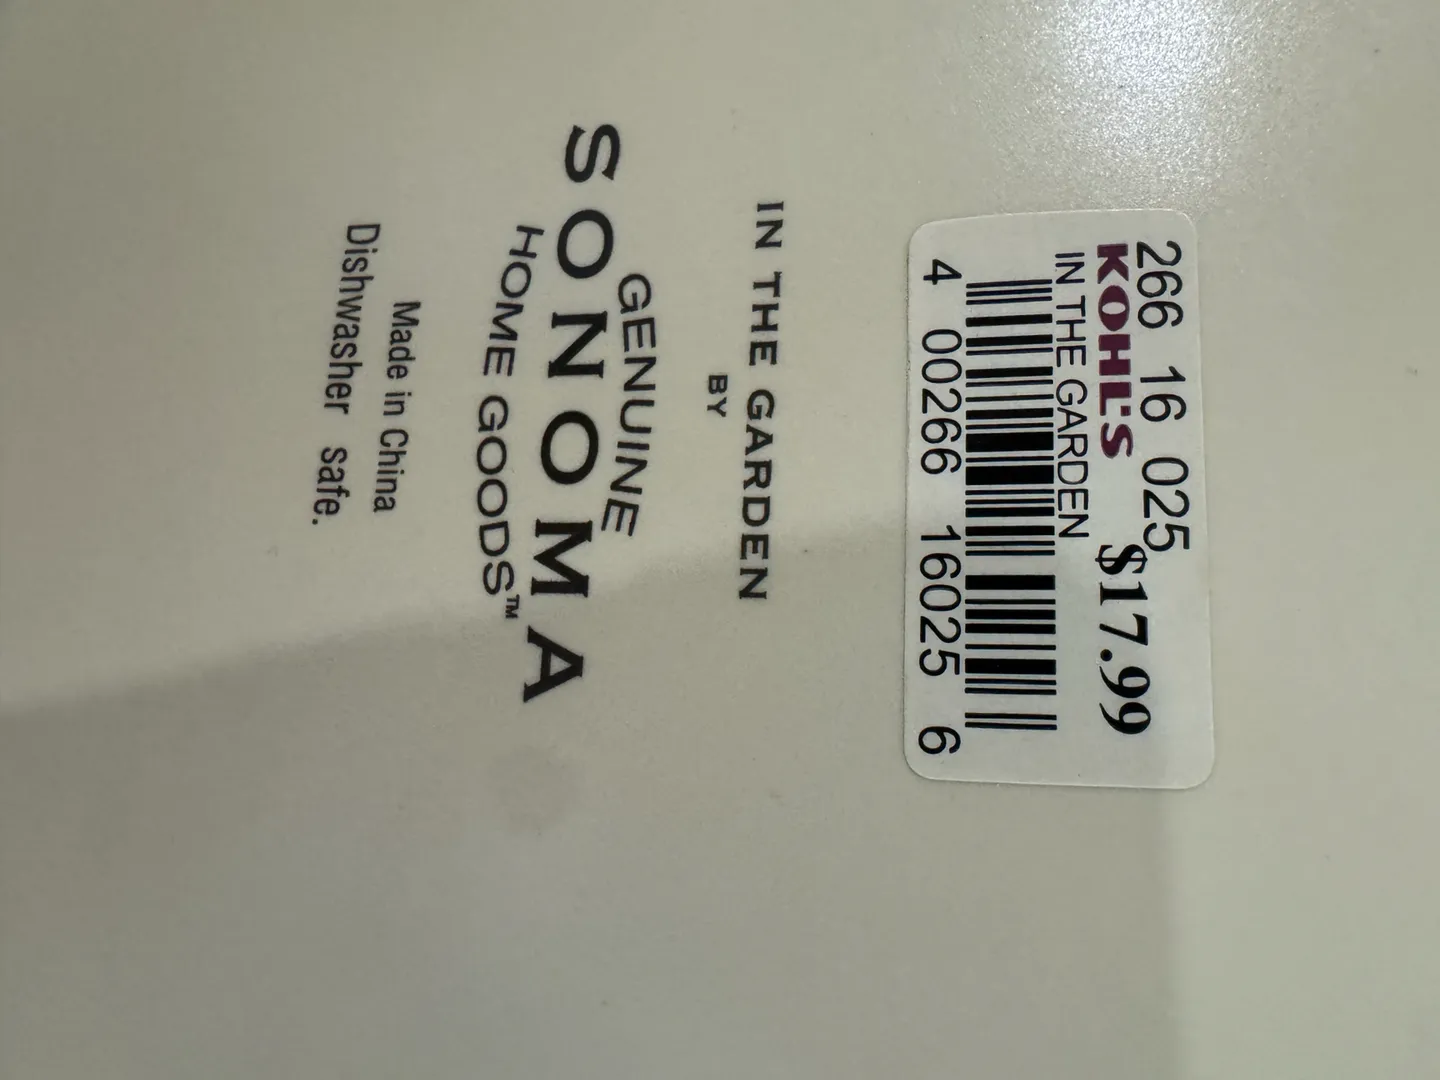 266 16 025
KOHL'S $17.99
IN THE GARDEN
4 00266 16025 6
IN THE GARDEN
BY
GENUINE
SONOMA
HOME GOODS™
Made in China
Dishwasher safe.